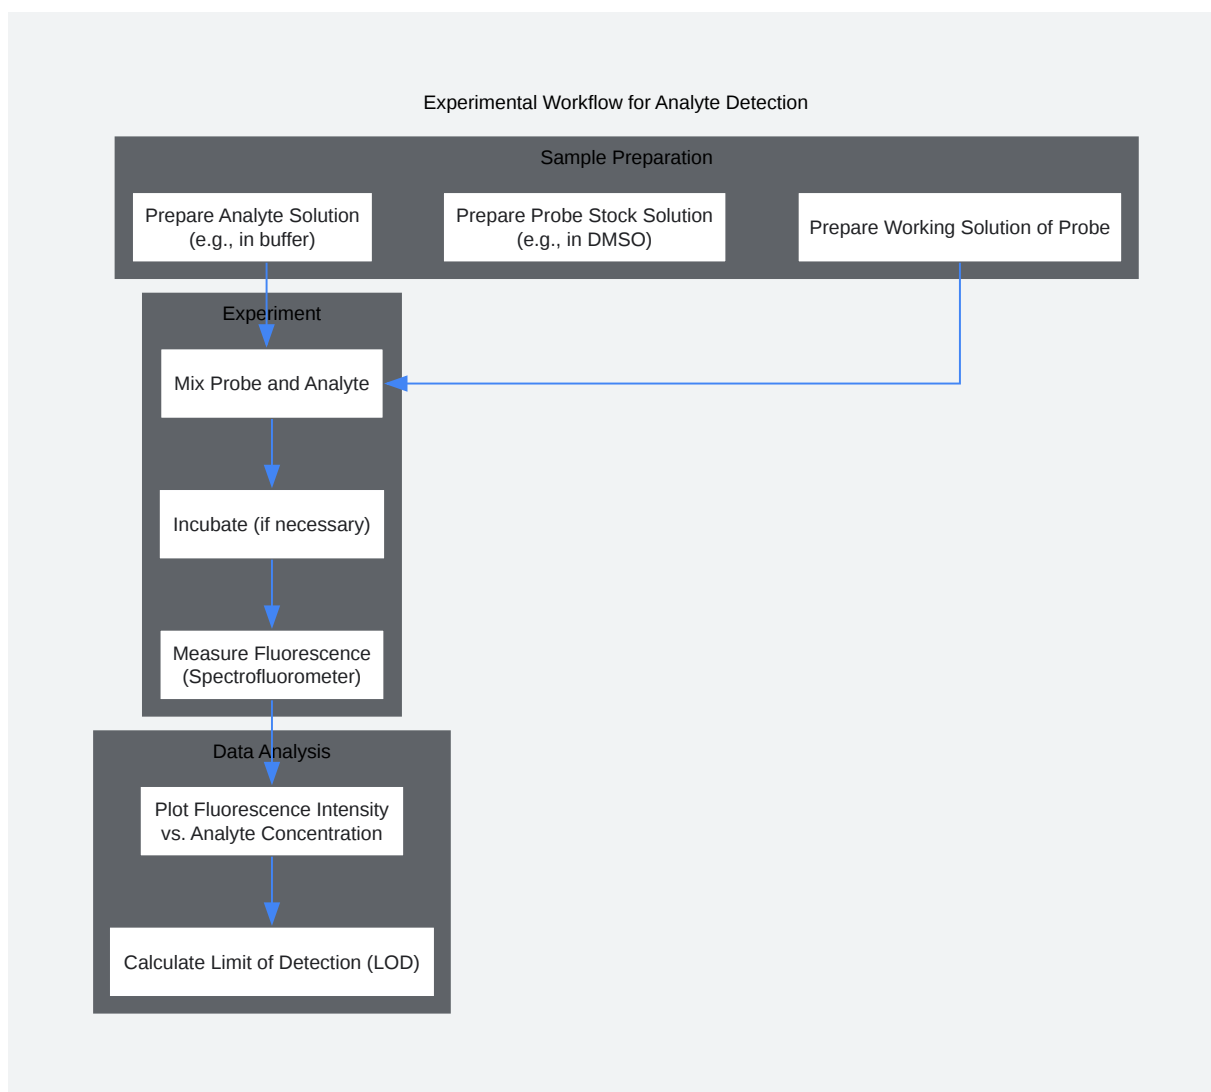 Experimental Workflow for Analyte Detection
Sample Preparation
Prepare Analyte Solution
(e.g., in buffer)
Prepare Probe Stock Solution
(e.g., in DMSO)
Prepare Working Solution of Probe
Experiment
Mix Probe and Analyte
Incubate (if necessary)
Measure Fluorescence
(Spectrofluorometer)
Data Analysis
Plot Fluorescence Intensity
vs. Analyte Concentration
Calculate Limit of Detection (LOD)